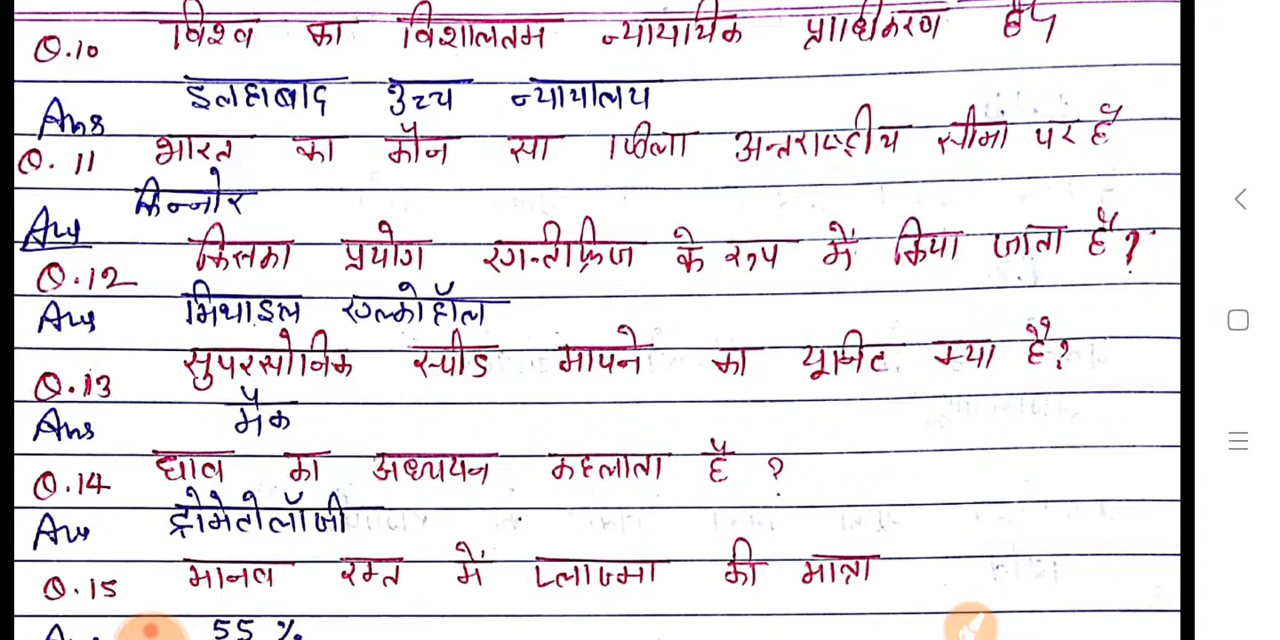 Q.10 विश्व का विशालतम न्यायायिक प्राधिकरण है
Ans इलाहाबाद उच्च न्यायालय
Q. 11 भारत का कौन सा जिला अन्तराष्ट्रीय सीमा पर है
Ans किन्नोर
Q.12 किसका प्रयोग एन्तीफ्रिज के रूप में किया जाता है?
Ans मिथाइल एल्कोहॉल
Q.13 सुपरसोनिक स्पीड मापने का यूनिट क्या है?
Ans मैक
Q.14 घाव का अध्ययन कहलाता है ?
Ans ट्रोमेतोलॉजी
Q.15 मानव रक्त में प्लाज्मा की मात्रा
55 %